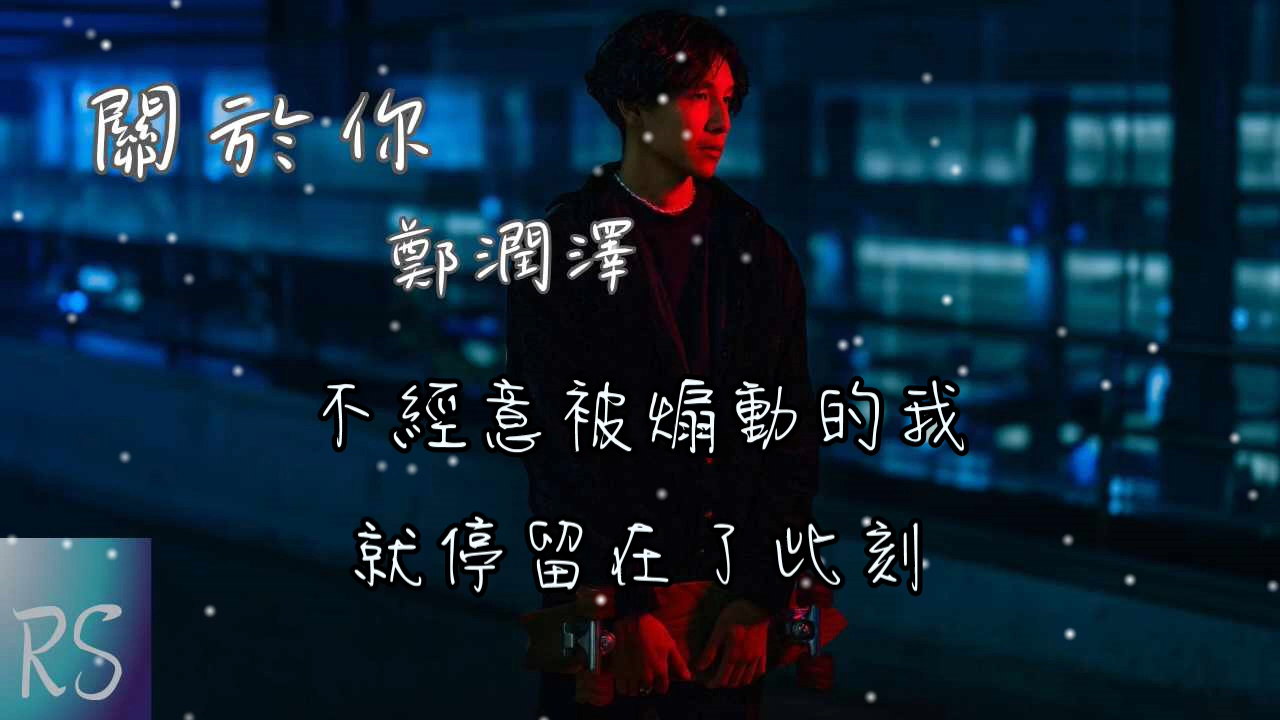 關於你
鄭潤澤
不經意被煽動的我
就停留在了此刻
RS